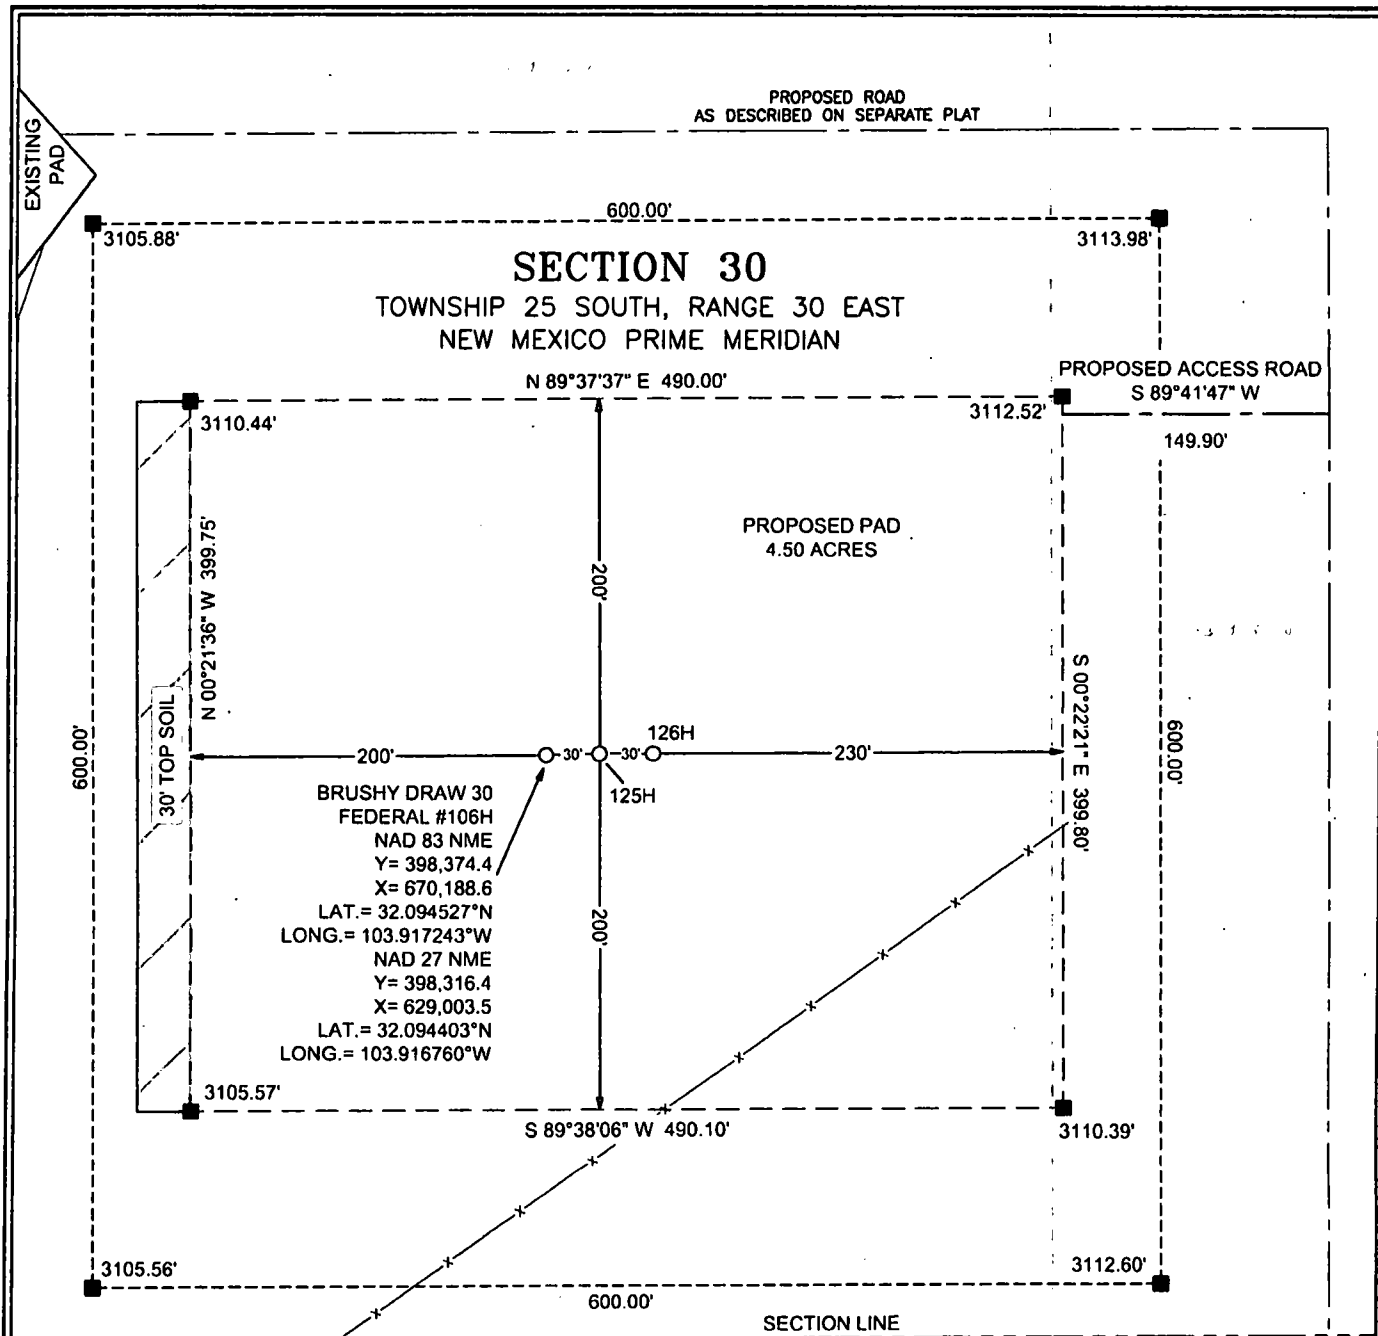 PROPOSED ROAD
AS DESCRIBED ON SEPARATE PLAT
EXISTING
PAD
600.00'
3105.88'
3113.98'
SECTION 30
TOWNSHIP 25 SOUTH, RANGE 30 EAST
NEW MEXICO PRIME MERIDIAN
PROPOSED ACCESS ROAD
S 89°41'47" W
149.90'
N 89°37'37" E 490.00'
3110.44'
3112.52'
PROPOSED PAD
4.50 ACRES
N 00°21'36" W 399.75'
200'
30' TOP SOIL
600.00'
200'
30'
30'
126H
230'
125H
S 00°22'21" E 399.80'
600.00'
BRUSHY DRAW 30
FEDERAL #106H
NAD 83 NME
Y= 398,374.4
X= 670,188.6
LAT.= 32.094527°N
LONG.= 103.917243°W
NAD 27 NME
Y= 398,316.4
X= 629,003.5
LAT.= 32.094403°N
LONG.= 103.916760°W
200'
3105.57'
S 89°38'06" W 490.10'
3110.39'
3105.56'
3112.60'
600.00'
SECTION LINE